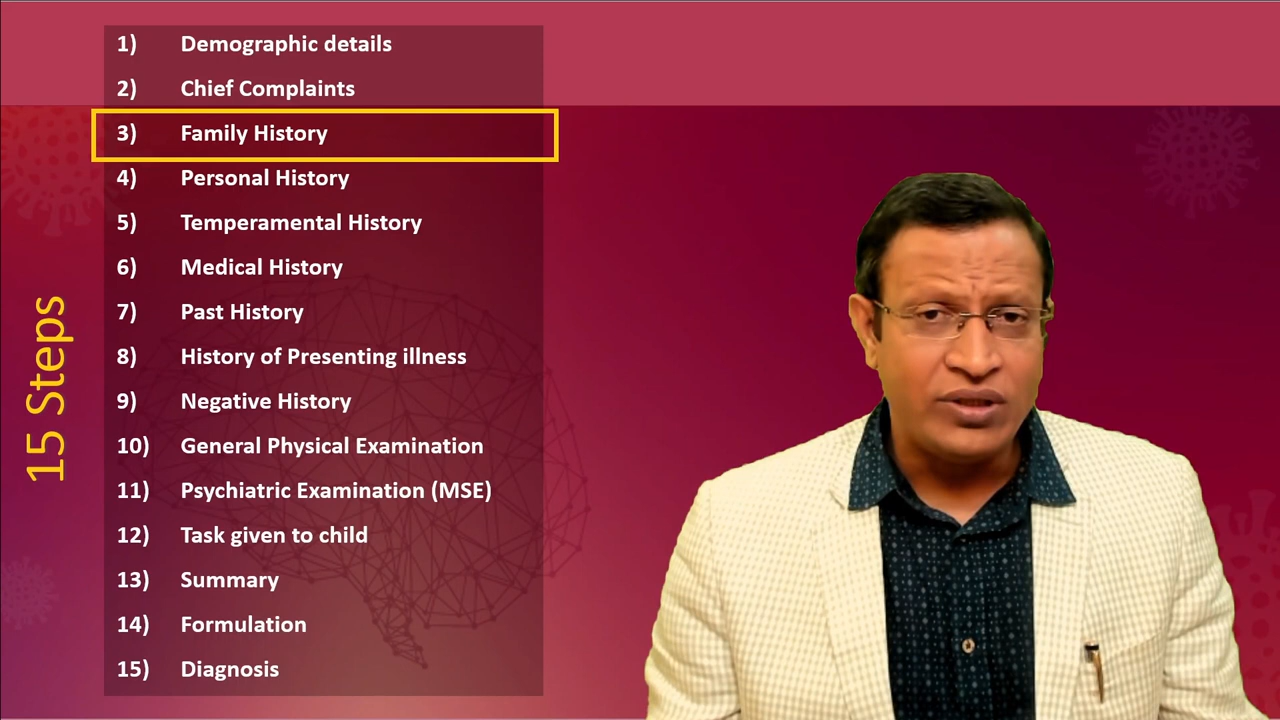 15 Steps
1) Demographic details
2) Chief Complaints
3) Family History
4) Personal History
5) Temperamental History
6) Medical History
7) Past History
8) History of Presenting illness
9) Negative History
10) General Physical Examination
11) Psychiatric Examination (MSE)
12) Task given to child
13) Summary
14) Formulation
15) Diagnosis